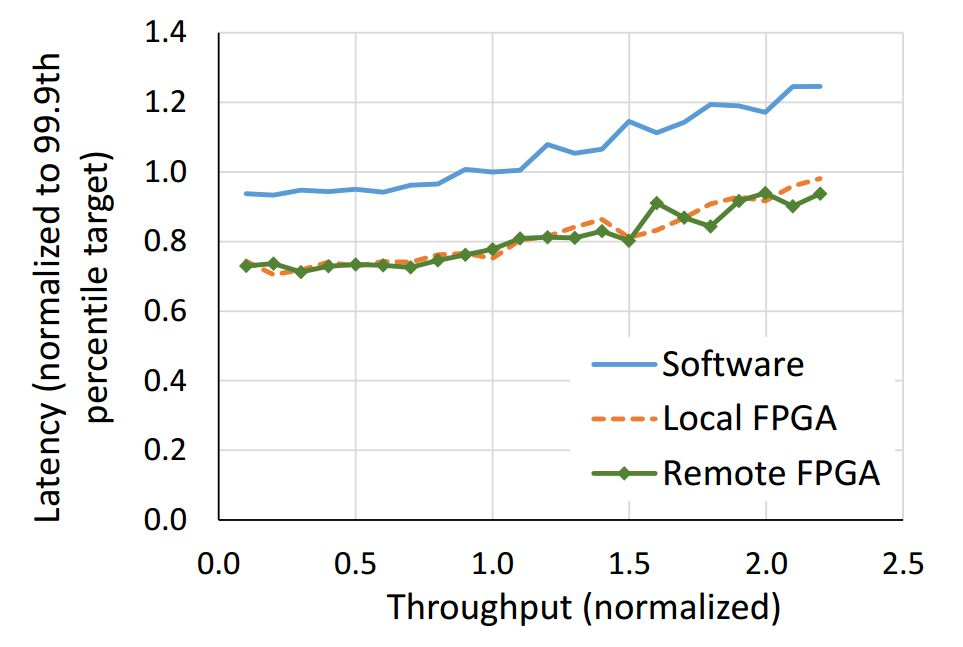 Latency (normalized to 99.9th
percentile target)
1.4
1.2
1.0
0.8
0.6
0.4
0.2
0.0
Software
Local FPGA
Remote FPGA
0.0 0.5 1.0 1.5 2.0 2.5
Throughput (normalized)